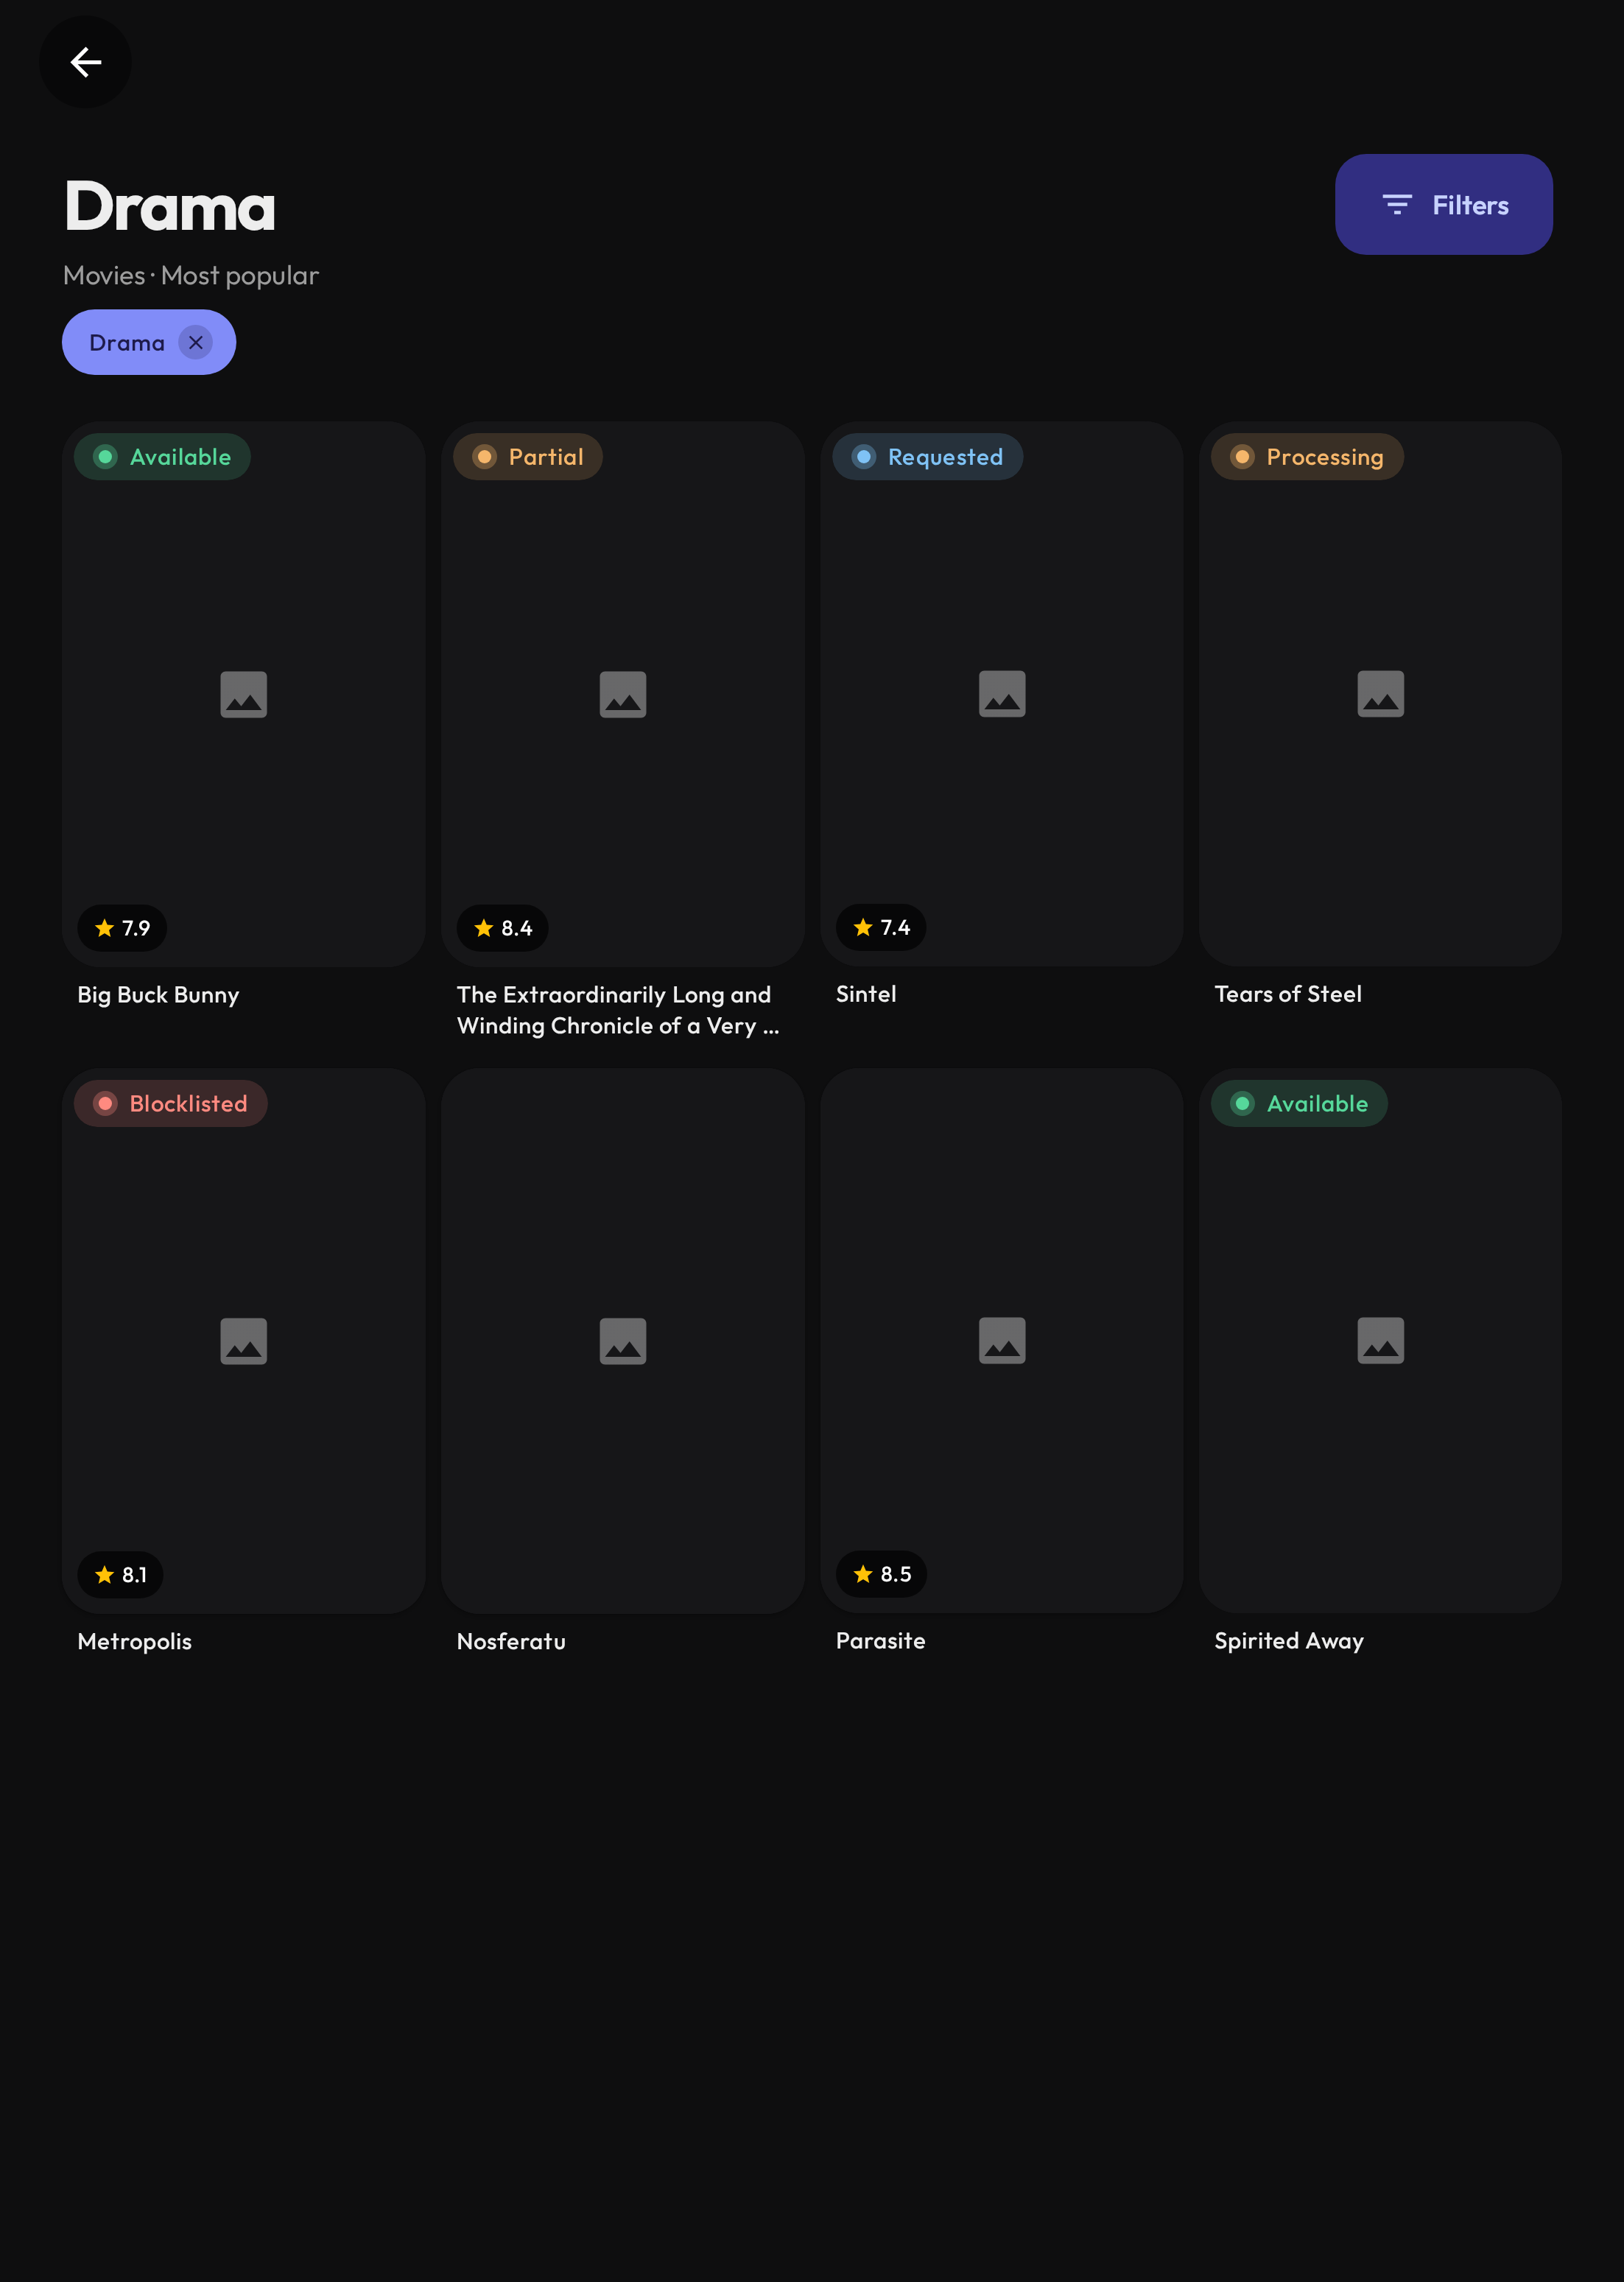 Drama
Filters
Movies · Most popular
Drama
Available
Partial
Requested
Processing
7.9
8.4
7.4
Big Buck Bunny
The Extraordinarily Long and
Winding Chronicle of a Very ...
Sintel
Tears of Steel
Blocklisted
Available
8.1
8.5
Metropolis
Nosferatu
Parasite
Spirited Away